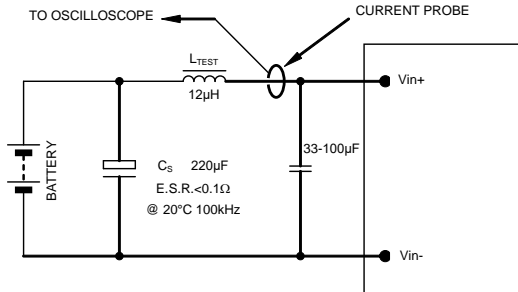 TO OSCILLOSCOPE
CURRENT PROBE
LTEST
12µH
Vin+
BATTERY
CS 220µF
E.S.R.<0.1Ω
@ 20°C 100kHz
33-100µF
Vin-